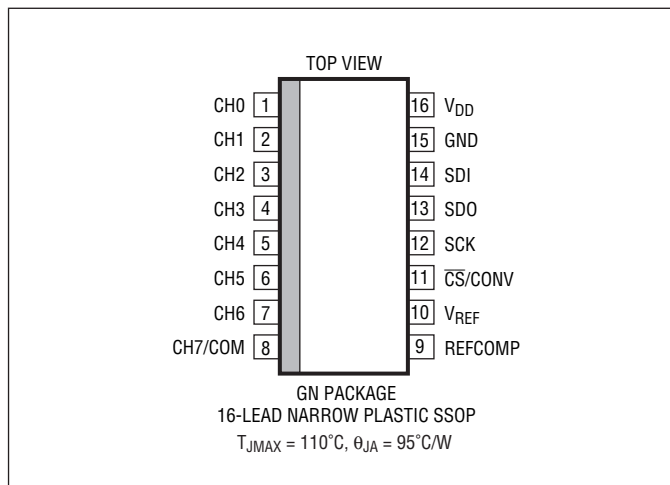 TOP VIEW
CH0 1 16 VDD
CH1 2 15 GND
CH2 3 14 SDI
CH3 4 13 SDO
CH4 5 12 SCK
CH5 6 11 C̅S̅/CONV
CH6 7 10 VREF
CH7/COM 8 9 REFCOMP
GN PACKAGE
16-LEAD NARROW PLASTIC SSOP
TJMAX = 110°C, θJA = 95°C/W